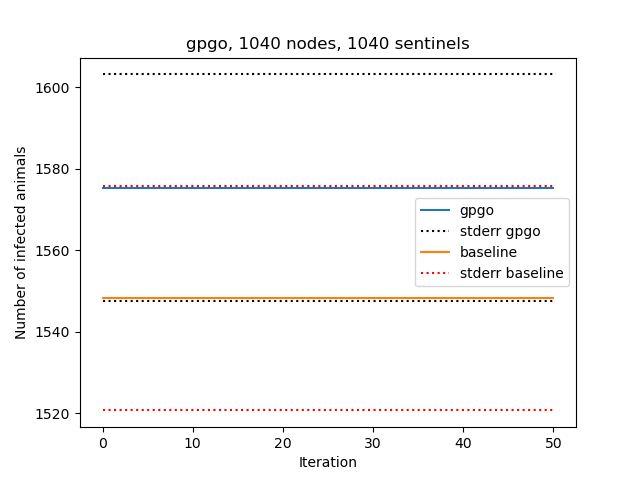 gpgo, 1040 nodes, 1040 sentinels
Number of infected animals
1600
1580
1560
1540
1520
gpgo
stderr gpgo
baseline
stderr baseline
0 10 20 30 40 50
Iteration